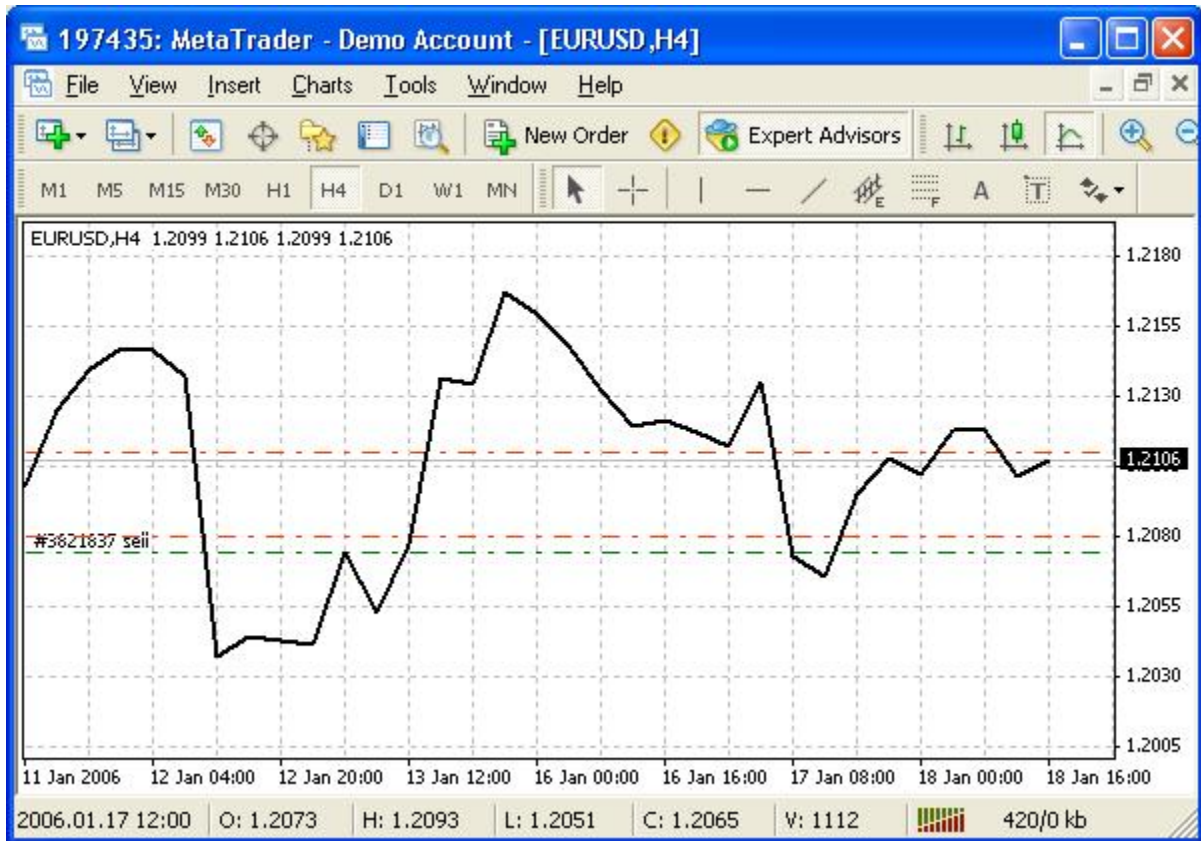 197435: MetaTrader - Demo Account - [EURUSD,H4]
File View Insert Charts Tools Window Help
New Order Expert Advisors
M1 M5 M15 M30 H1 H4 D1 W1 MN E F A T
EURUSD,H4 1.2099 1.2106 1.2099 1.2106
1.2180
1.2155
1.2130
1.2106
#3821837 sell
1.2080
1.2055
1.2030
1.2005
11 Jan 2006 12 Jan 04:00 12 Jan 20:00 13 Jan 12:00 16 Jan 00:00 16 Jan 16:00 17 Jan 08:00 18 Jan 00:00 18 Jan 16:00
2006.01.17 12:00 O: 1.2073 H: 1.2093 L: 1.2051 C: 1.2065 V: 1112 420/0 kb